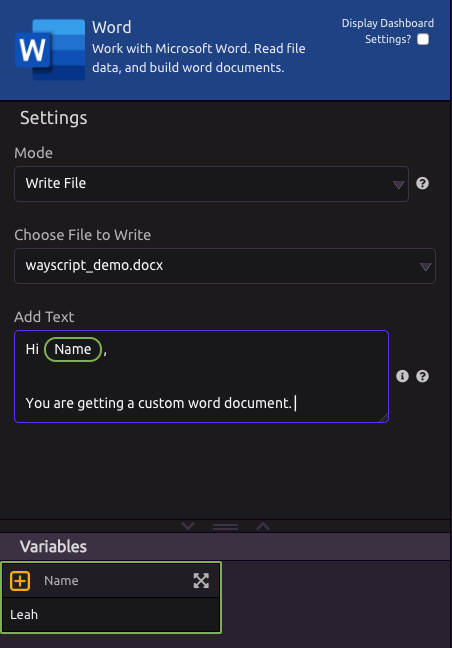 W
Word
Work with Microsoft Word. Read file
data, and build word documents.
Display Dashboard
Settings?
Settings
Mode
Write File
Choose File to Write
wayscript_demo.docx
Add Text
Hi Name ,
You are getting a custom word document.
Variables
Name
Leah